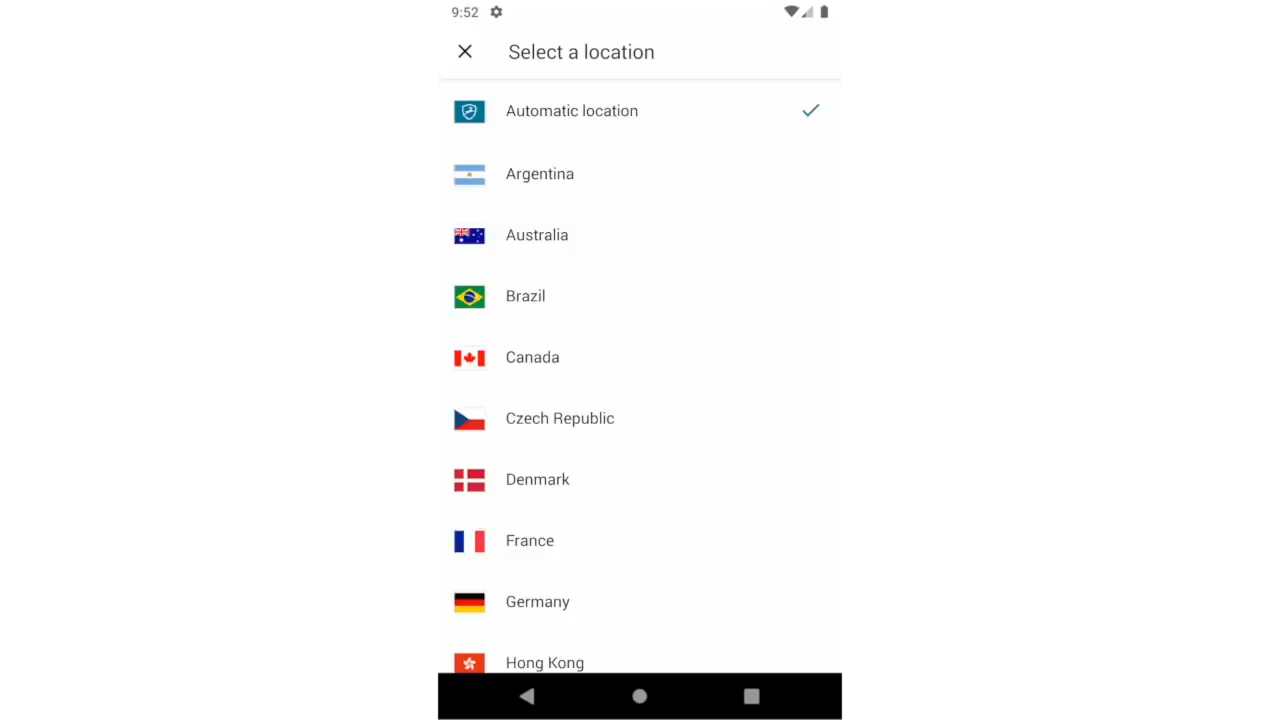 9:52
Select a location
Automatic location
Argentina
Australia
Brazil
Canada
Czech Republic
Denmark
France
Germany
Hong Kong